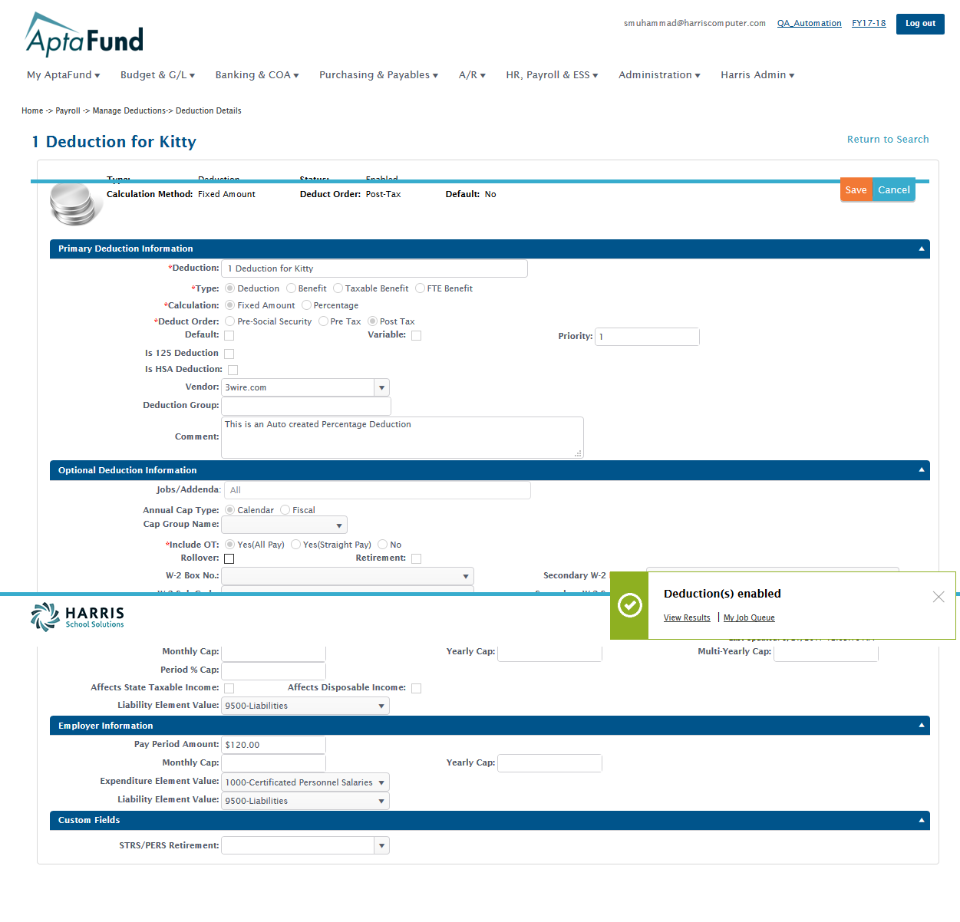 AptaFund
smuhammad@harriscomputer.com QA_Automation FY17-18 Log out
My AptaFund Budget & G/L Banking & COA Purchasing & Payables A/R HR, Payroll & ESS Administration Harris Admin
Home -> Payroll -> Manage Deductions-> Deduction Details
1 Deduction for Kitty Return to Search
Type: Deduction Status: Enabled
Calculation Method: Fixed Amount Deduct Order: Post-Tax Default: No Save Cancel
Primary Deduction Information
*Deduction: 1 Deduction for Kitty
*Type: Deduction Benefit Taxable Benefit FTE Benefit
*Calculation: Fixed Amount Percentage
*Deduct Order: Pre-Social Security Pre Tax Post Tax
Default: Variable: Priority: 1
Is 125 Deduction
Is HSA Deduction:
Vendor: 3wire.com
Deduction Group:
Comment: This is an Auto created Percentage Deduction
Optional Deduction Information
Jobs/Addenda: All
Annual Cap Type: Calendar Fiscal
Cap Group Name:
*Include OT: Yes(All Pay) Yes(Straight Pay) No
Rollover: Retirement:
W-2 Box No.: Secondary W-2
Deduction(s) enabled
View Results My Job Queue
HARRIS
School Solutions
Monthly Cap: Yearly Cap: Multi-Yearly Cap:
Period % Cap:
Affects State Taxable Income: Affects Disposable Income:
Liability Element Value: 9500-Liabilities
Employer Information
Pay Period Amount: $120.00
Monthly Cap: Yearly Cap:
Expenditure Element Value: 1000-Certificated Personnel Salaries
Liability Element Value: 9500-Liabilities
Custom Fields
STRS/PERS Retirement: